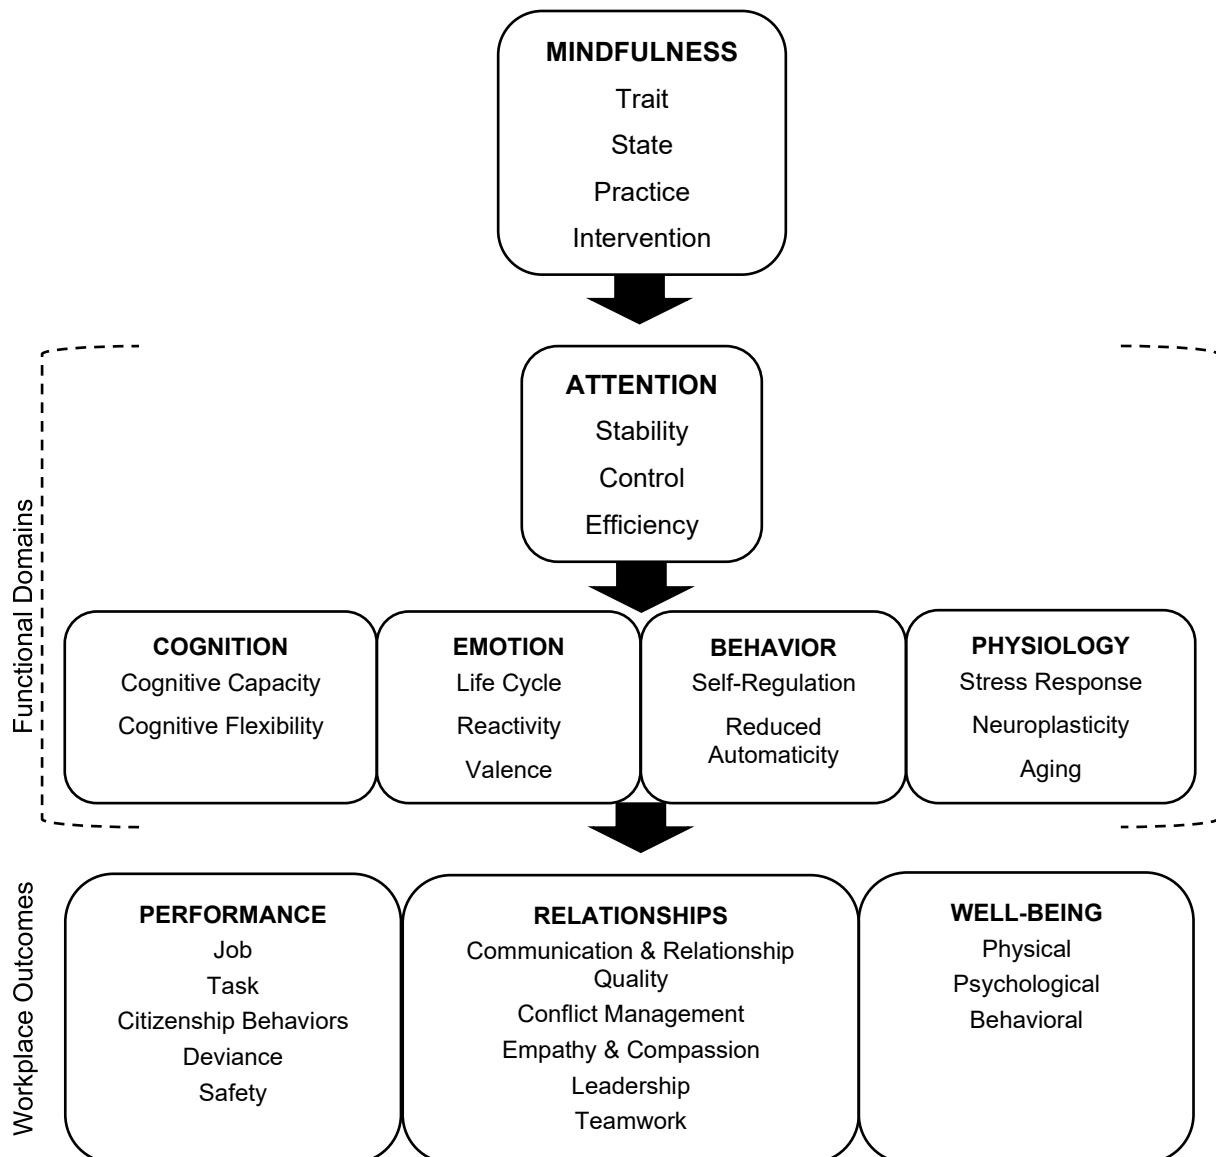 MINDFULNESS
Trait
State
Practice
Intervention
ATTENTION
Stability
Control
Efficiency
Functional Domains
COGNITION
Cognitive Capacity
Cognitive Flexibility
EMOTION
Life Cycle
Reactivity
Valence
BEHAVIOR
Self-Regulation
Reduced
Automaticity
PHYSIOLOGY
Stress Response
Neuroplasticity
Aging
Workplace Outcomes
PERFORMANCE
Job
Task
Citizenship Behaviors
Deviance
Safety
RELATIONSHIPS
Communication & Relationship
Quality
Conflict Management
Empathy & Compassion
Leadership
Teamwork
WELL-BEING
Physical
Psychological
Behavioral